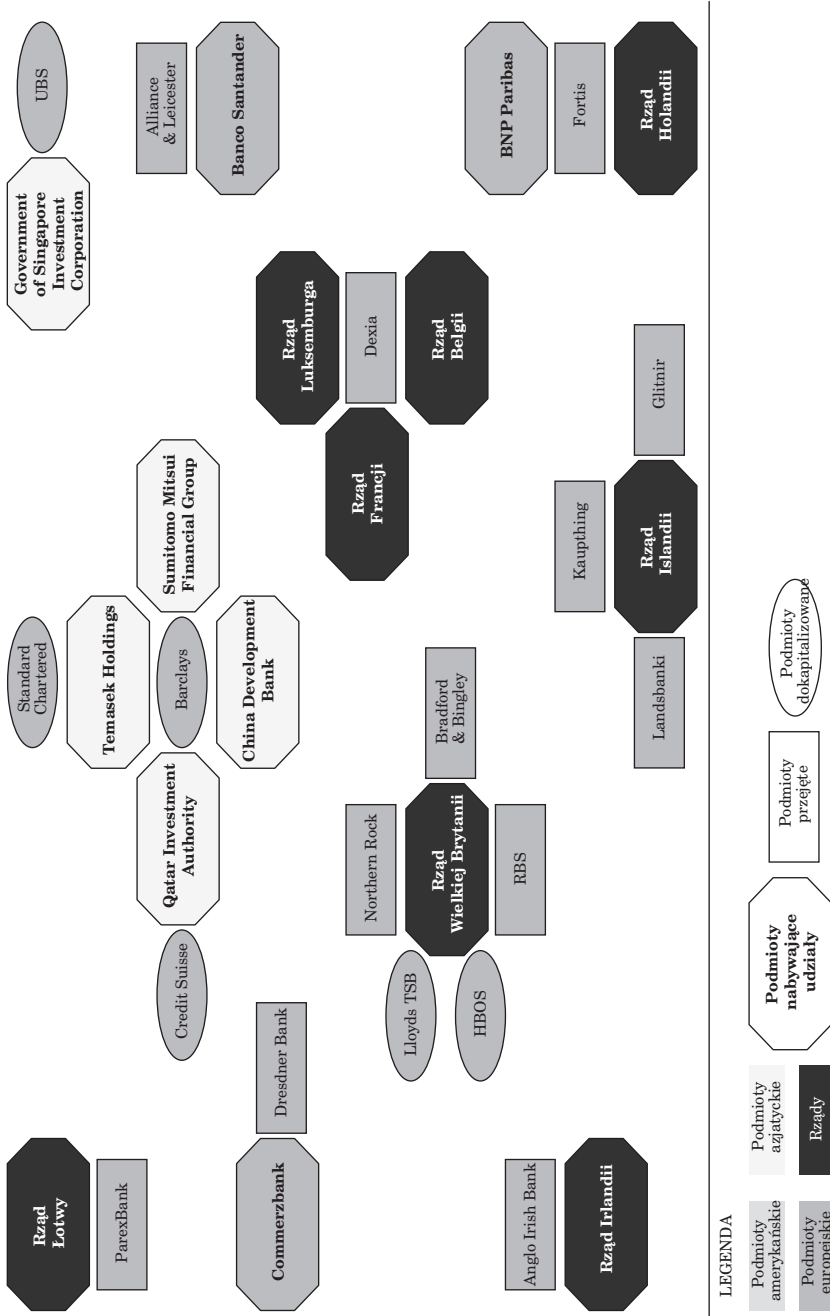 Rząd
Łotwy
ParexBank
Standard
Chartered
Temasek Holdings
Government
of Singapore
Investment
Corporation
UBS
Credit Suisse
Qatar Investment
Authority
Barclays
Sumitomo Mitsui
Financial Group
Alliance
& Leicester
Banco Santander
China Development
Bank
Commerzbank
Dresdner Bank
Rząd
Luksemburga
Northern Rock
Rząd
Francji
Dexia
Lloyds TSB
HBOS
Rząd
Wielkiej Brytanii
Bradford
& Bingley
Rząd
Belgii
RBS
BNP Paribas
Anglo Irish Bank
Kaupthing
Fortis
Rząd Irlandii
Landsbanki
Rząd
Islandii
Glitnir
Rząd
Holandii
LEGENDA
Podmioty
amerykańskie
Podmioty
azjatyckie
Podmioty
europejskie
Rządy
Podmioty
nabywające
udziały
Podmioty
przejęte
Podmioty
dokapitalizowane